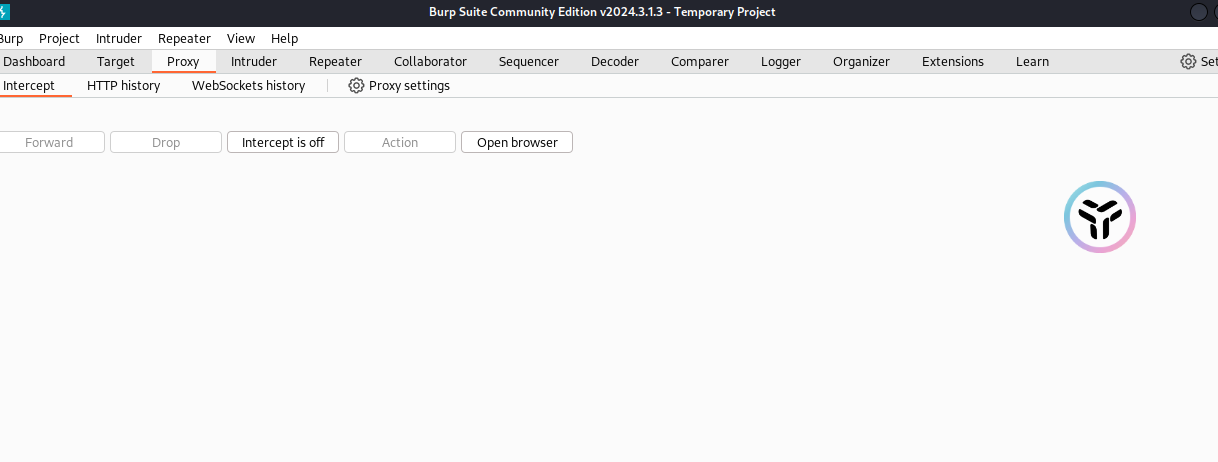 Burp Suite Community Edition v2024.3.1.3 - Temporary Project
Burp Project Intruder Repeater View Help
Dashboard Target Proxy Intruder Repeater Collaborator Sequencer Decoder Comparer Logger Organizer Extensions Learn Set
Intercept HTTP history WebSockets history Proxy settings
Forward Drop Intercept is off Action Open browser